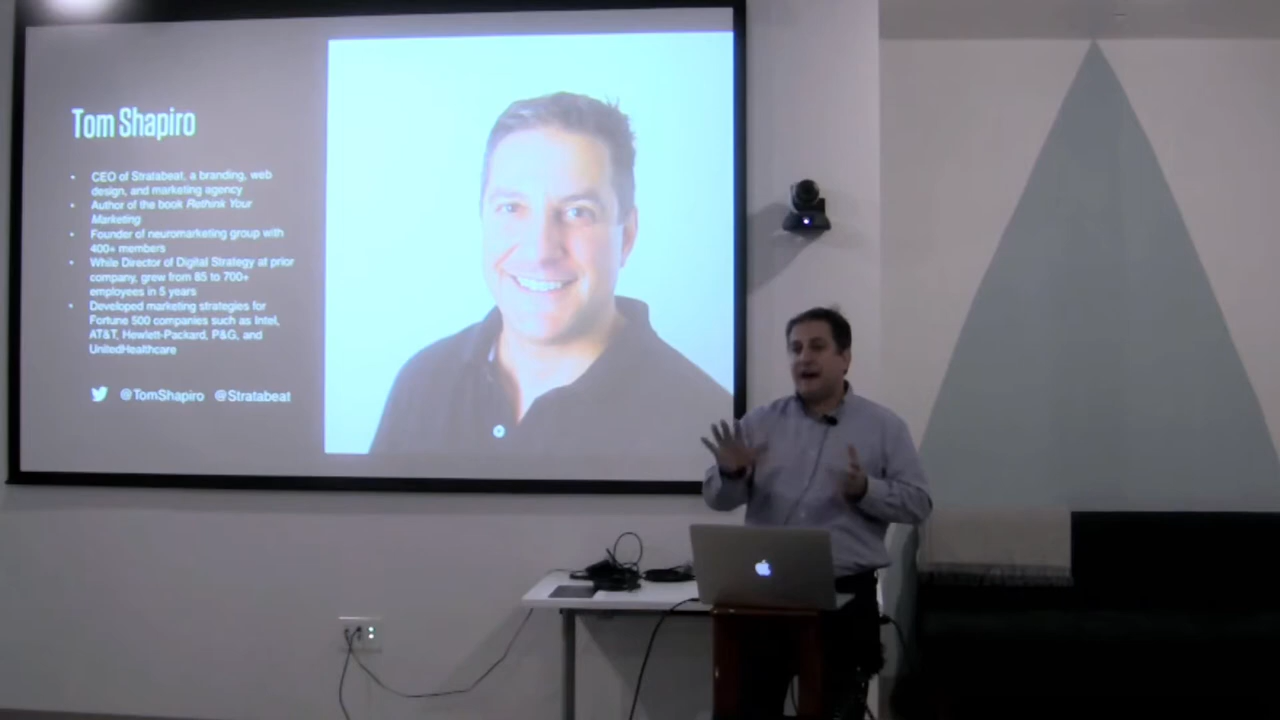 Tom Shapiro
• CEO of Stratabeat, a branding, web
design, and marketing agency
• Author of the book Rethink Your
Marketing
• Founder of neuromarketing group with
400+ members
• While Director of Digital Strategy at prior
company, grew from 85 to 700+
employees in 5 years
• Developed marketing strategies for
Fortune 500 companies such as Intel,
AT&T, Hewlett-Packard, P&G, and
UnitedHealthcare
@TomShapiro @Stratabeat